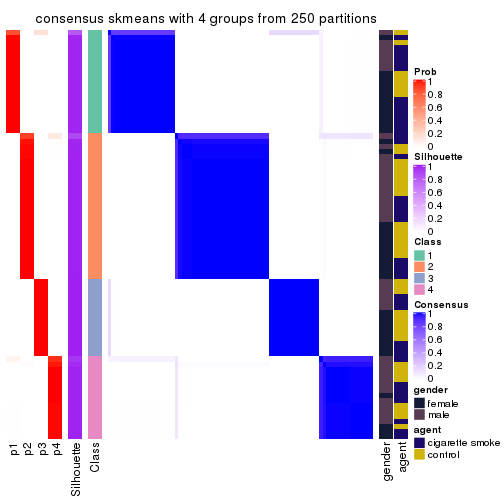 consensus skmeans with 4 groups from 250 partitions
Prob
1
0.8
0.6
0.4
0.2
0
Silhouette
1
0.8
0.6
0.4
0.2
0
Class
1
2
3
4
Consensus
1
0.8
0.6
0.4
0.2
0
gender
female
male
agent
cigarette smoke
control
p1
p2
p3
p4
Silhouette
Class
gender
agent